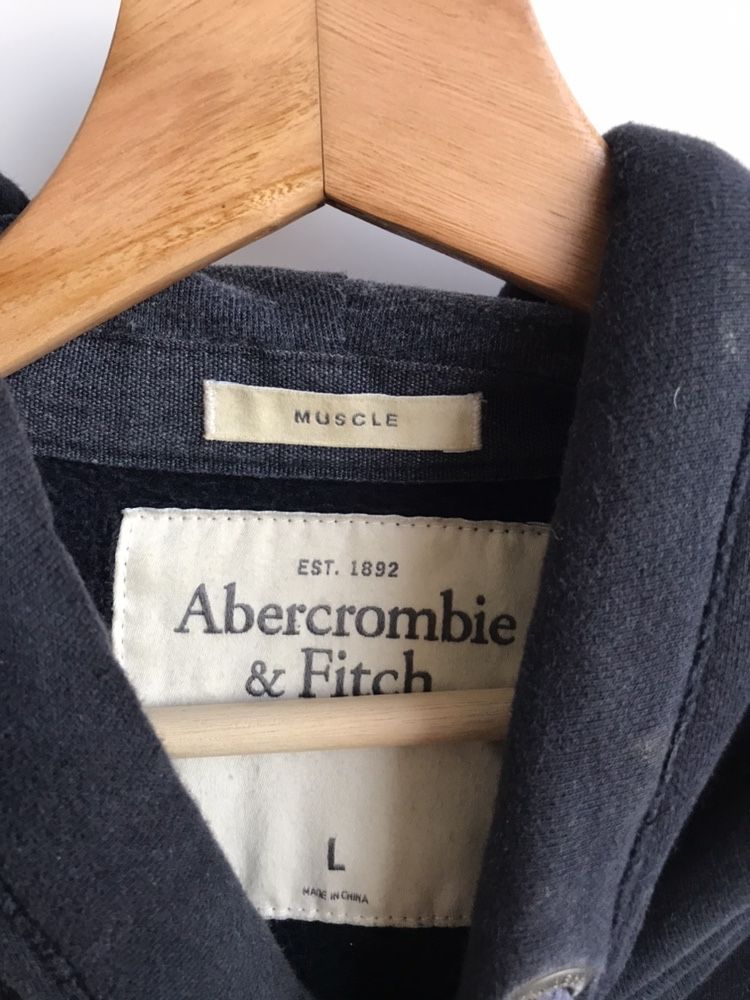 MUSCLE
EST. 1892
Abercrombie
& Fitch
L
MADE IN CHINA